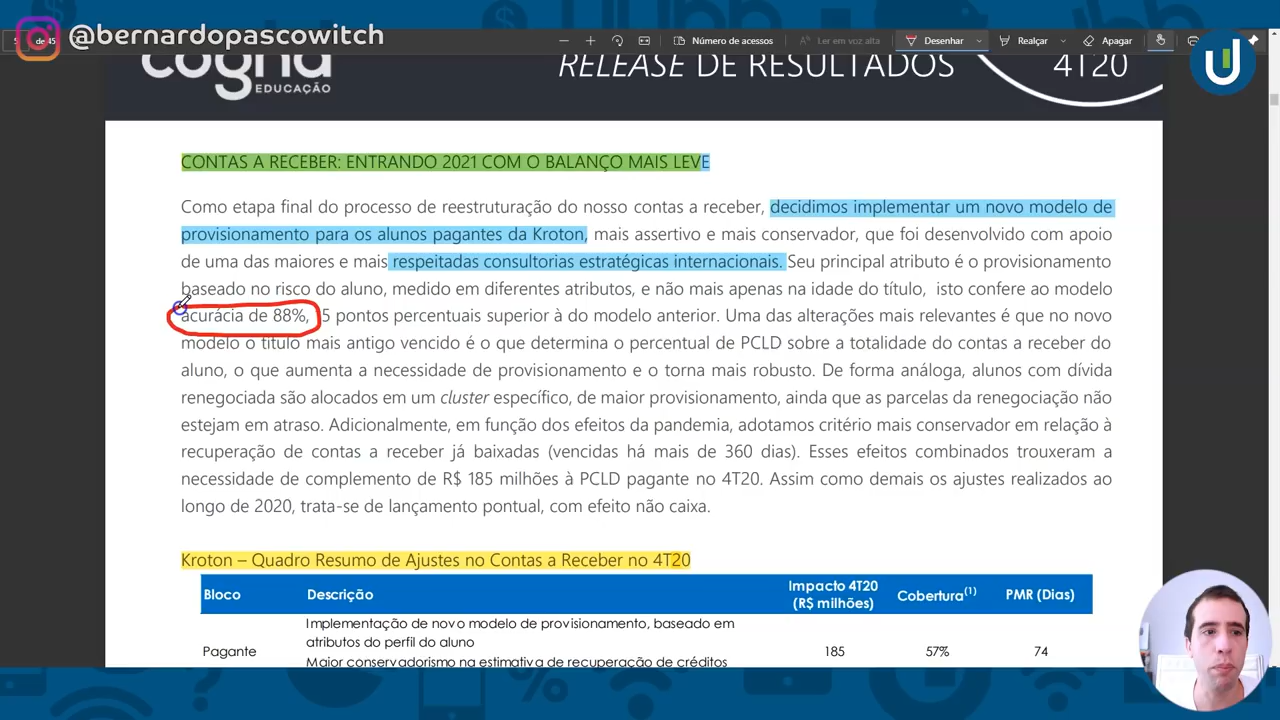 @bernardopascowitch
5 de 45
Número de acessos
Ler em voz alta
Desenhar
Realçar
Apagar
cogna
EDUCAÇÃO
RELEASE DE RESULTADOS
4T20
CONTAS A RECEBER: ENTRANDO 2021 COM O BALANÇO MAIS LEVE
Como etapa final do processo de reestruturação do nosso contas a receber, decidimos implementar um novo modelo de
provisionamento para os alunos pagantes da Kroton, mais assertivo e mais conservador, que foi desenvolvido com apoio
de uma das maiores e mais respeitadas consultorias estratégicas internacionais. Seu principal atributo é o provisionamento
baseado no risco do aluno, medido em diferentes atributos, e não mais apenas na idade do título, isto confere ao modelo
acurácia de 88%, 5 pontos percentuais superior à do modelo anterior. Uma das alterações mais relevantes é que no novo
modelo o título mais antigo vencido é o que determina o percentual de PCLD sobre a totalidade do contas a receber do
aluno, o que aumenta a necessidade de provisionamento e o torna mais robusto. De forma análoga, alunos com dívida
renegociada são alocados em um cluster específico, de maior provisionamento, ainda que as parcelas da renegociação não
estejam em atraso. Adicionalmente, em função dos efeitos da pandemia, adotamos critério mais conservador em relação à
recuperação de contas a receber já baixadas (vencidas há mais de 360 dias). Esses efeitos combinados trouxeram a
necessidade de complemento de R$ 185 milhões à PCLD pagante no 4T20. Assim como demais os ajustes realizados ao
longo de 2020, trata-se de lançamento pontual, com efeito não caixa.
Kroton – Quadro Resumo de Ajustes no Contas a Receber no 4T20
Bloco
Descrição
Impacto 4T20
(R$ milhões)
Cobertura(1)
PMR (Dias)
Implementação de novo modelo de provisionamento, baseado em
atributos do perfil do aluno
Pagante
185
57%
74
Maior conservadorismo na estimativa de recuperação de créditos